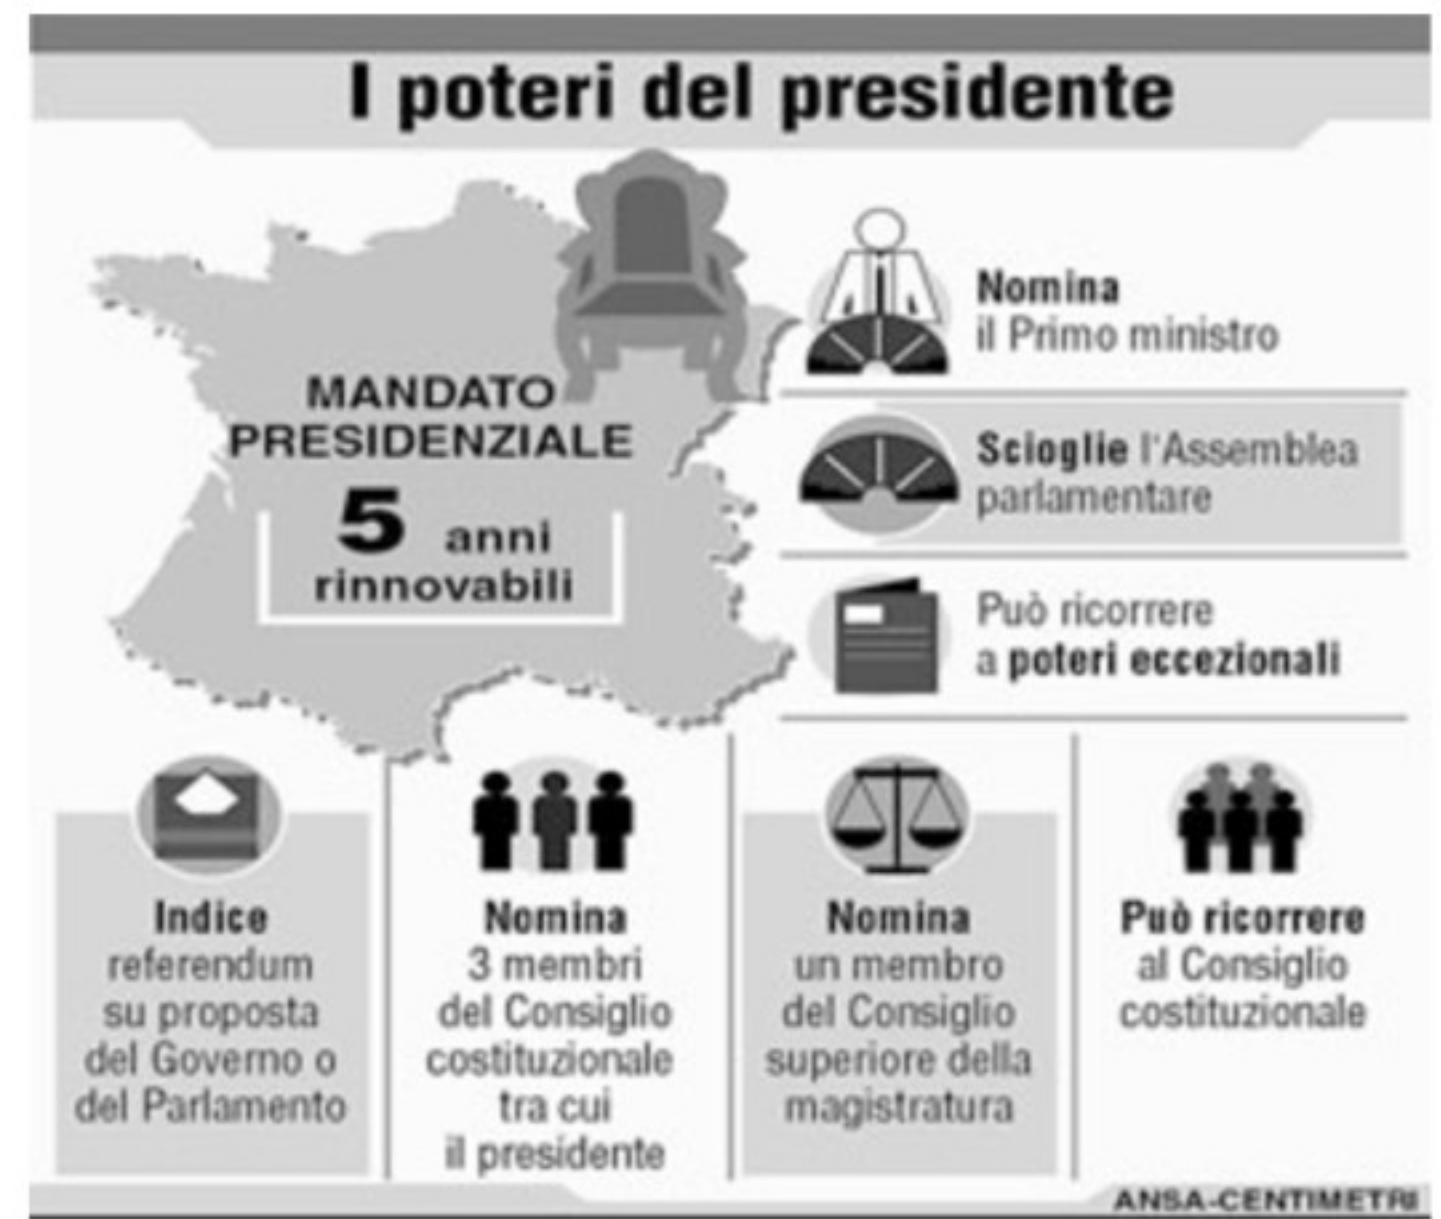 I poteri del presidente
MANDATO
PRESIDENZIALE
5 anni
rinnovabili
Nomina
il Primo ministro
Scioglie l'Assemblea
parlamentare
Può ricorrere
a poteri eccezionali
Indice
referendum
su proposta
del Governo o
del Parlamento
Nomina
3 membri
del Consiglio
costituzionale
tra cui
il presidente
Nomina
un membro
del Consiglio
superiore della
magistratura
Può ricorrere
al Consiglio
costituzionale
ANSA-CENTIMETRI